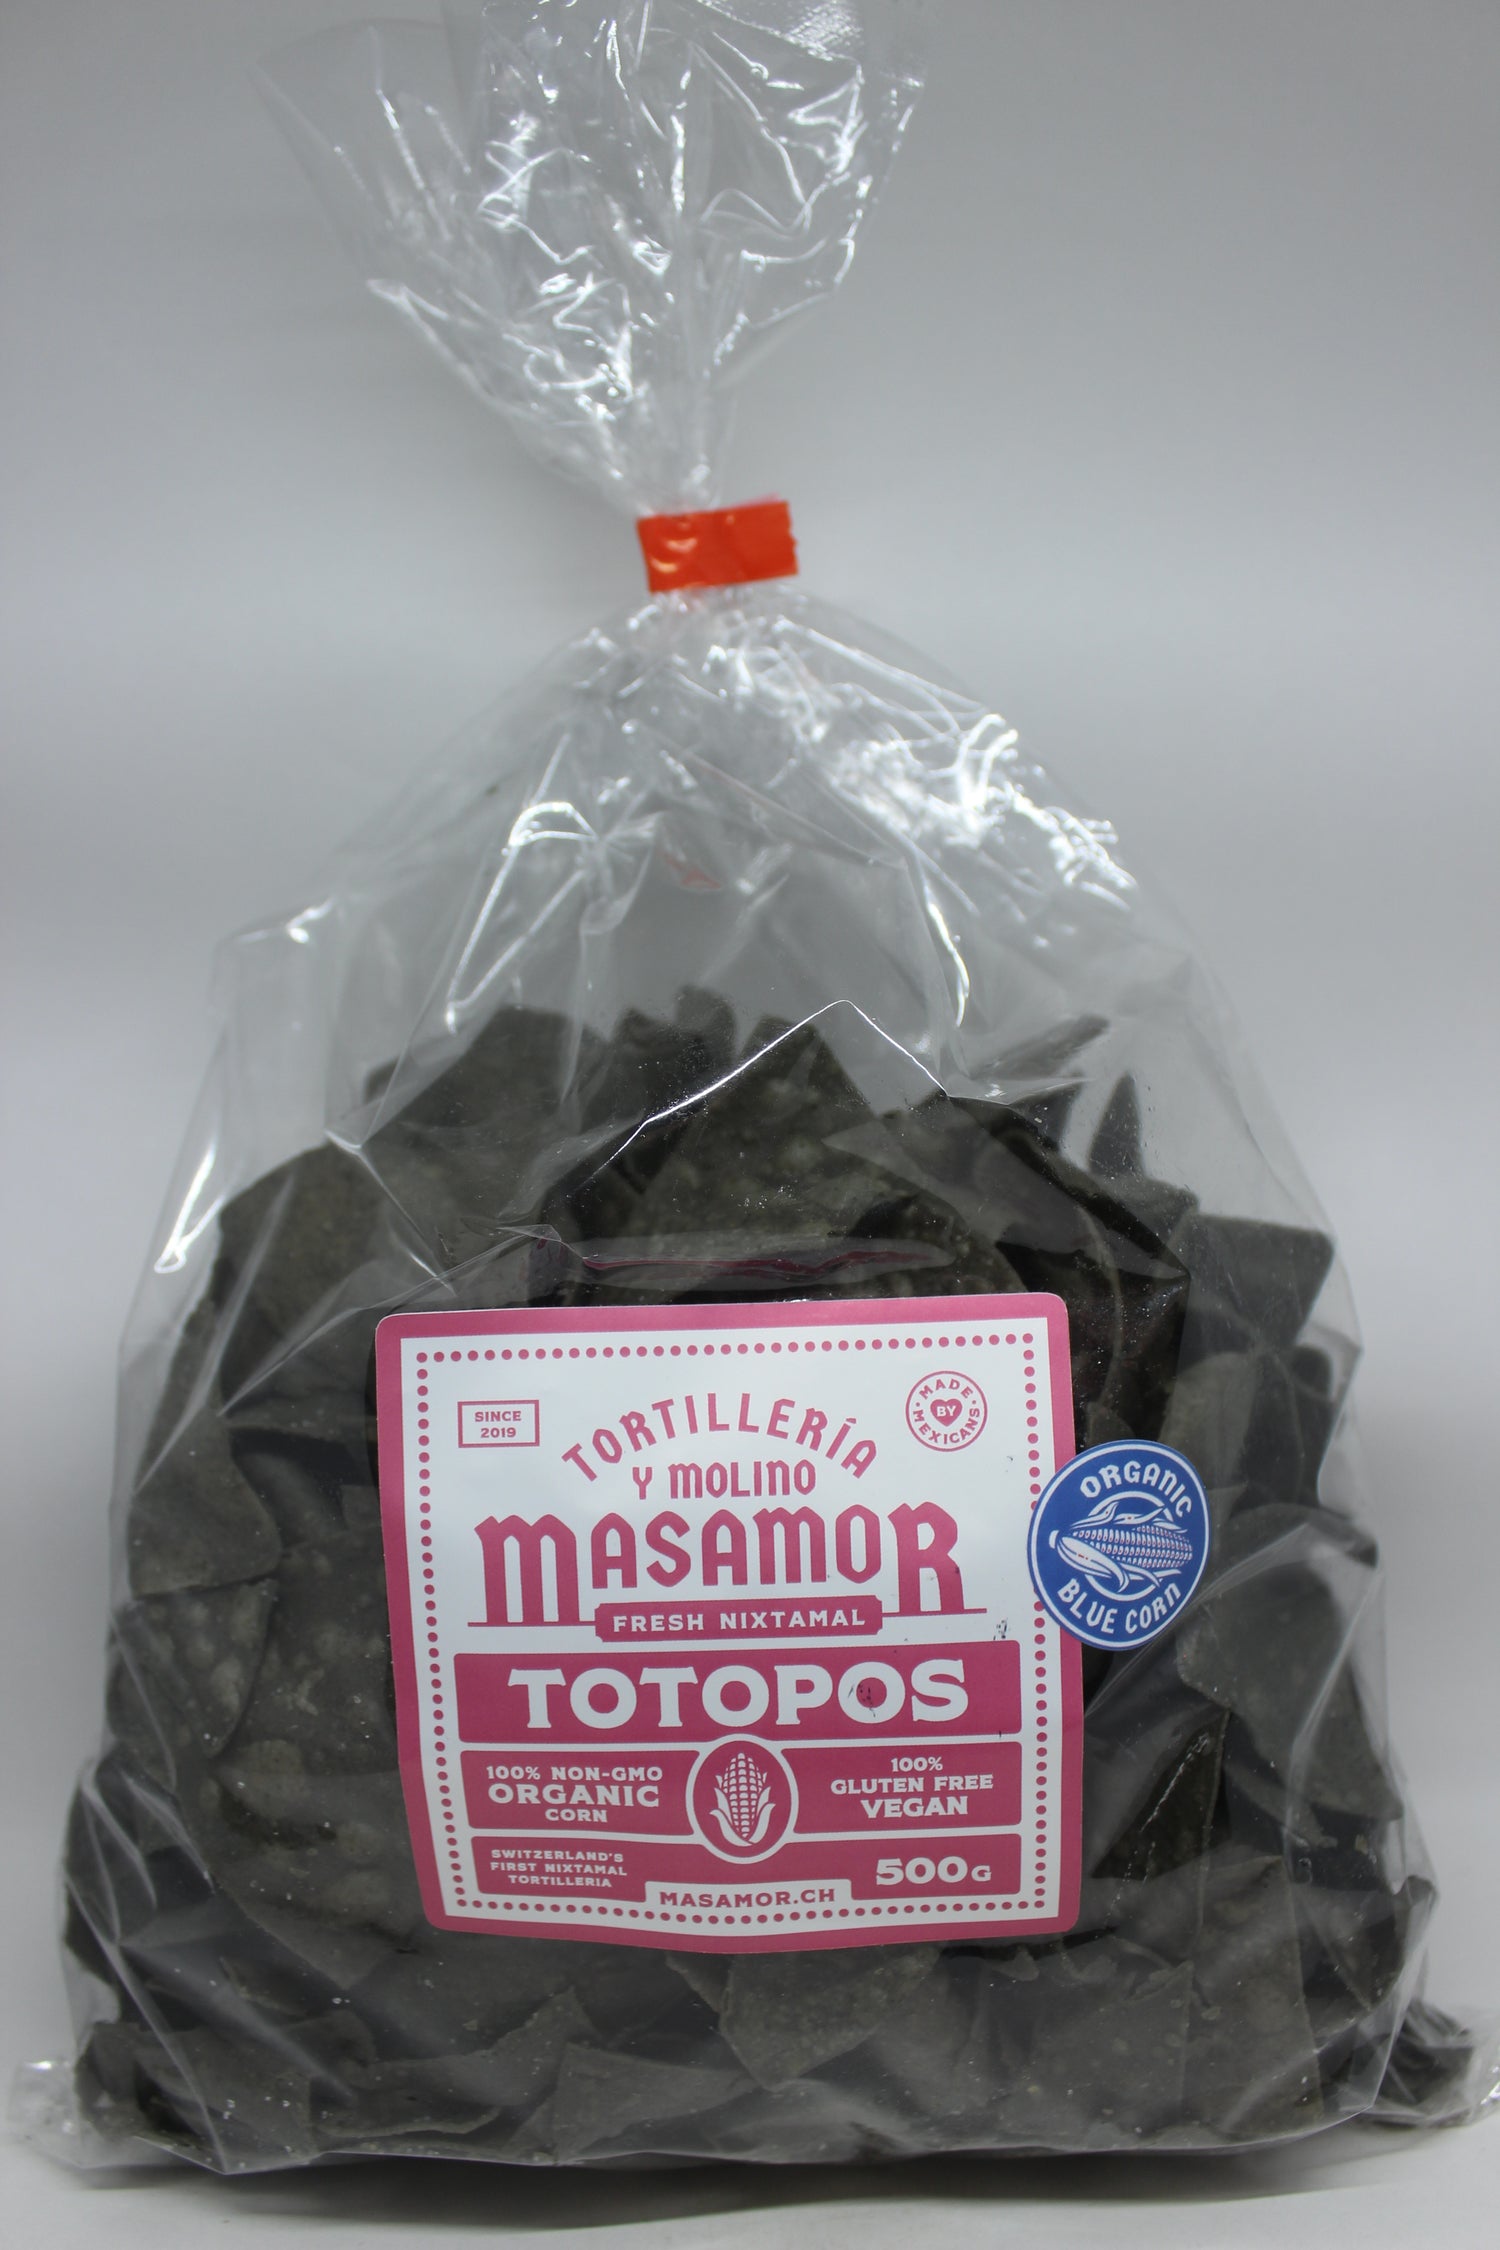 SINCE
2019
MADE
BY
MEXICANS
TORTILLERÍA
Y MOLINO
MASAMOR
FRESH NIXTAMAL
ORGANIC
BLUE CORN
TOTOPOS
100% NON-GMO
ORGANIC
CORN
100%
GLUTEN FREE
VEGAN
SWITZERLAND'S
FIRST NIXTAMAL
TORTILLERIA
500G
MASAMOR.CH